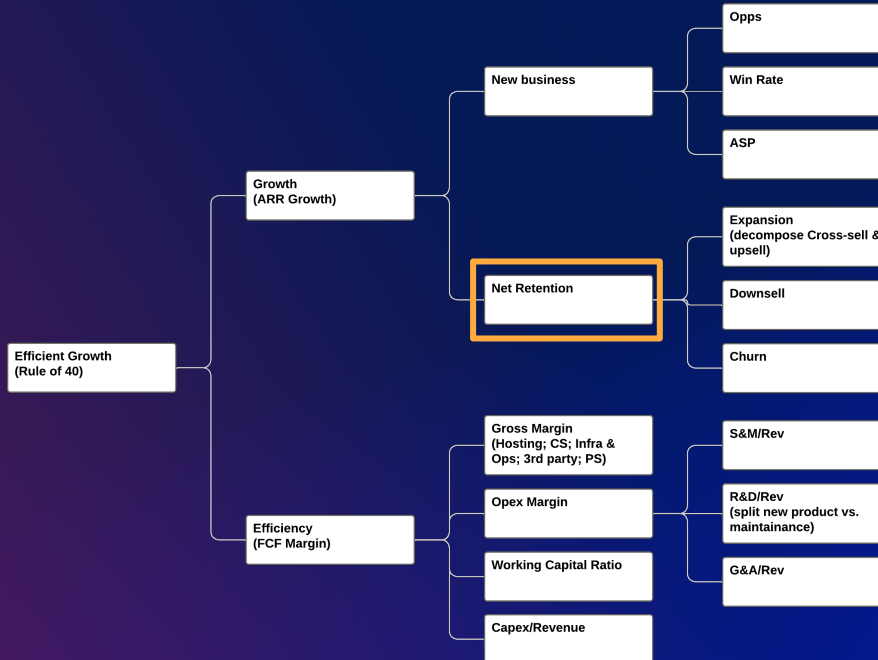 Opps
New business
Win Rate
ASP
Growth
(ARR Growth)
Expansion
(decompose Cross-sell &
upsell)
Net Retention
Downsell
Churn
Efficient Growth
(Rule of 40)
Gross Margin
(Hosting; CS; Infra &
Ops; 3rd party; PS)
S&M/Rev
Opex Margin
R&D/Rev
(split new product vs.
maintainance)
Efficiency
(FCF Margin)
Working Capital Ratio
G&A/Rev
Capex/Revenue